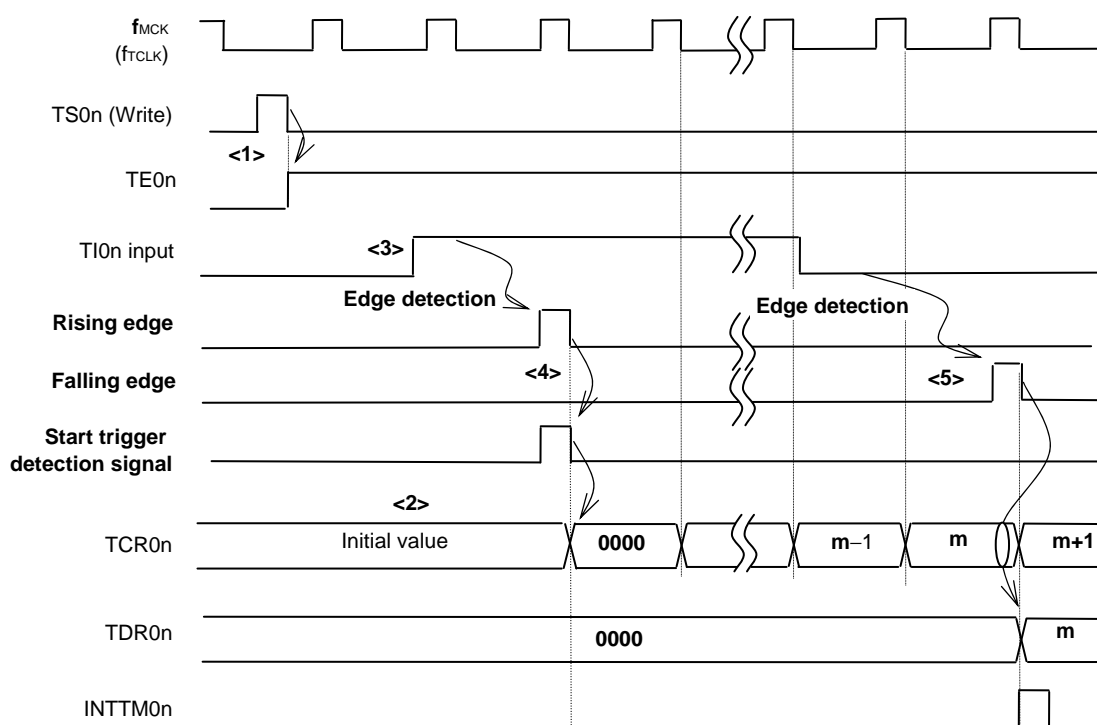 fMCK
(fTCLK)
TS0n (Write)
<1>
TE0n
TI0n input
<3>
Edge detection
Edge detection
Rising edge
<4>
Falling edge
<5>
Start trigger
detection signal
<2>
TCR0n
Initial value
0000
m−1
m
m+1
TDR0n
0000
m
INTTM0n